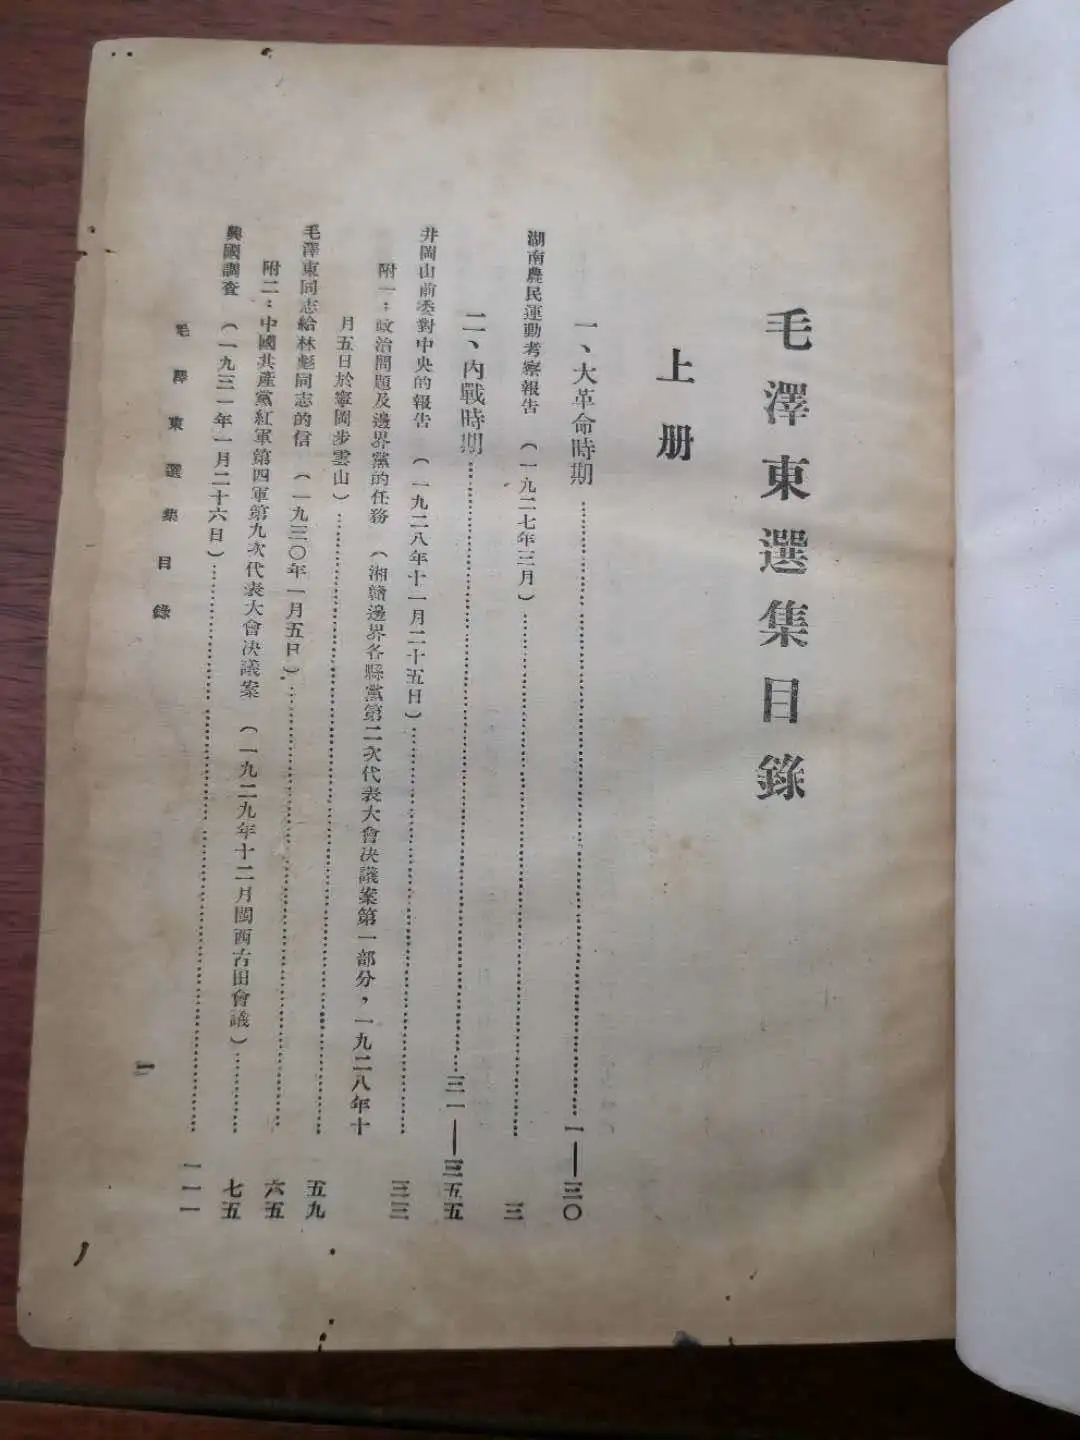 毛澤東選集目錄
上册
一、大革命時期……一——三〇
湖南農民運動考察報告（一九二七年三月）……三
二、內戰時期……三一——三五五
井岡山前委對中央的報告（一九二八年十一月二十五日）……三三
附一：政治問題及邊界黨的任務（湘贛邊界各縣黨第二次代表大會決議案第一部分，一九二八年十
月五日於寧岡步雲山）……五九
毛澤東同志給林彪同志的信（一九三〇年一月五日）……六五
附二：中國共產黨紅軍第四軍第九次代表大會決議案（一九二九年十二月閩西古田會議）……七五
興國調查（一九三一年一月二十六日）……一一一
毛澤東選集目錄
一